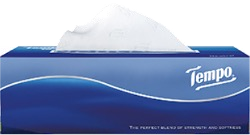 Tempo
THE PERFECT BLEND OF STRENGTH AND SOFTNESS